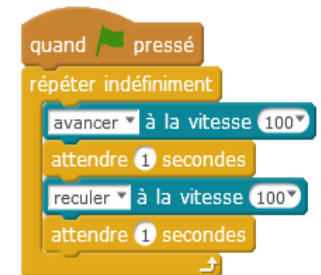 quand pressé
répéter indéfiniment
avancer à la vitesse 100
attendre 1 secondes
reculer à la vitesse 100
attendre 1 secondes